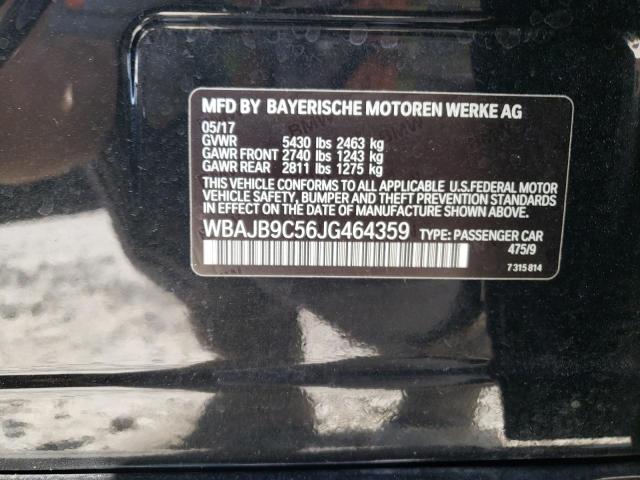 MFD BY BAYERISCHE MOTOREN WERKE AG
05/17
GVWR 5430 lbs 2463 kg
GAWR FRONT 2740 lbs 1243 kg
GAWR REAR 2811 lbs 1275 kg
THIS VEHICLE CONFORMS TO ALL APPLICABLE U.S.FEDERAL MOTOR
VEHICLE SAFETY, BUMPER AND THEFT PREVENTION
STANDARDS IN EFFECT ON DATE OF MANUFACTURE SHOWN ABOVE.
WBAJB9C56JG464359 TYPE: PASSENGER CAR
475/9
7 315 814